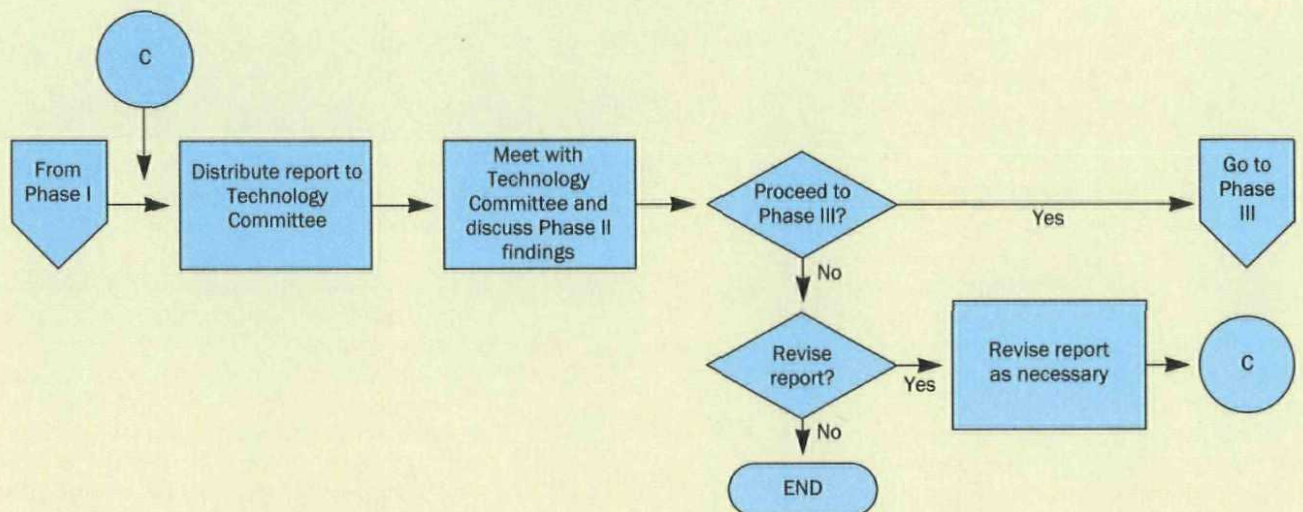 C
From
Phase I
Distribute report to
Technology
Committee
Meet with
Technology
Committee and
discuss Phase II
findings
Proceed to
Phase III?
Yes
Go to
Phase
III
No
Revise
report?
Yes
Revise report
as necessary
C
No
END